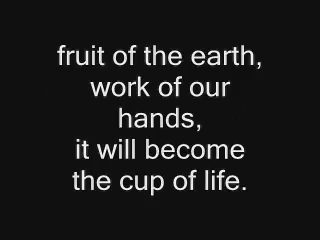 fruit of the earth,
work of our
hands,
it will become
the cup of life.